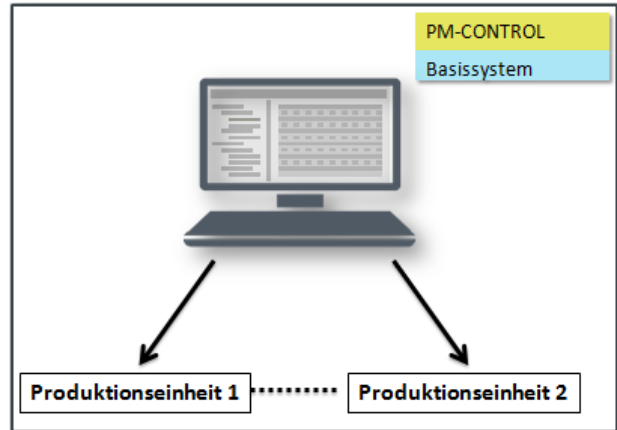 PM-CONTROL
Basissystem
Produktionseinheit 1
Produktionseinheit 2